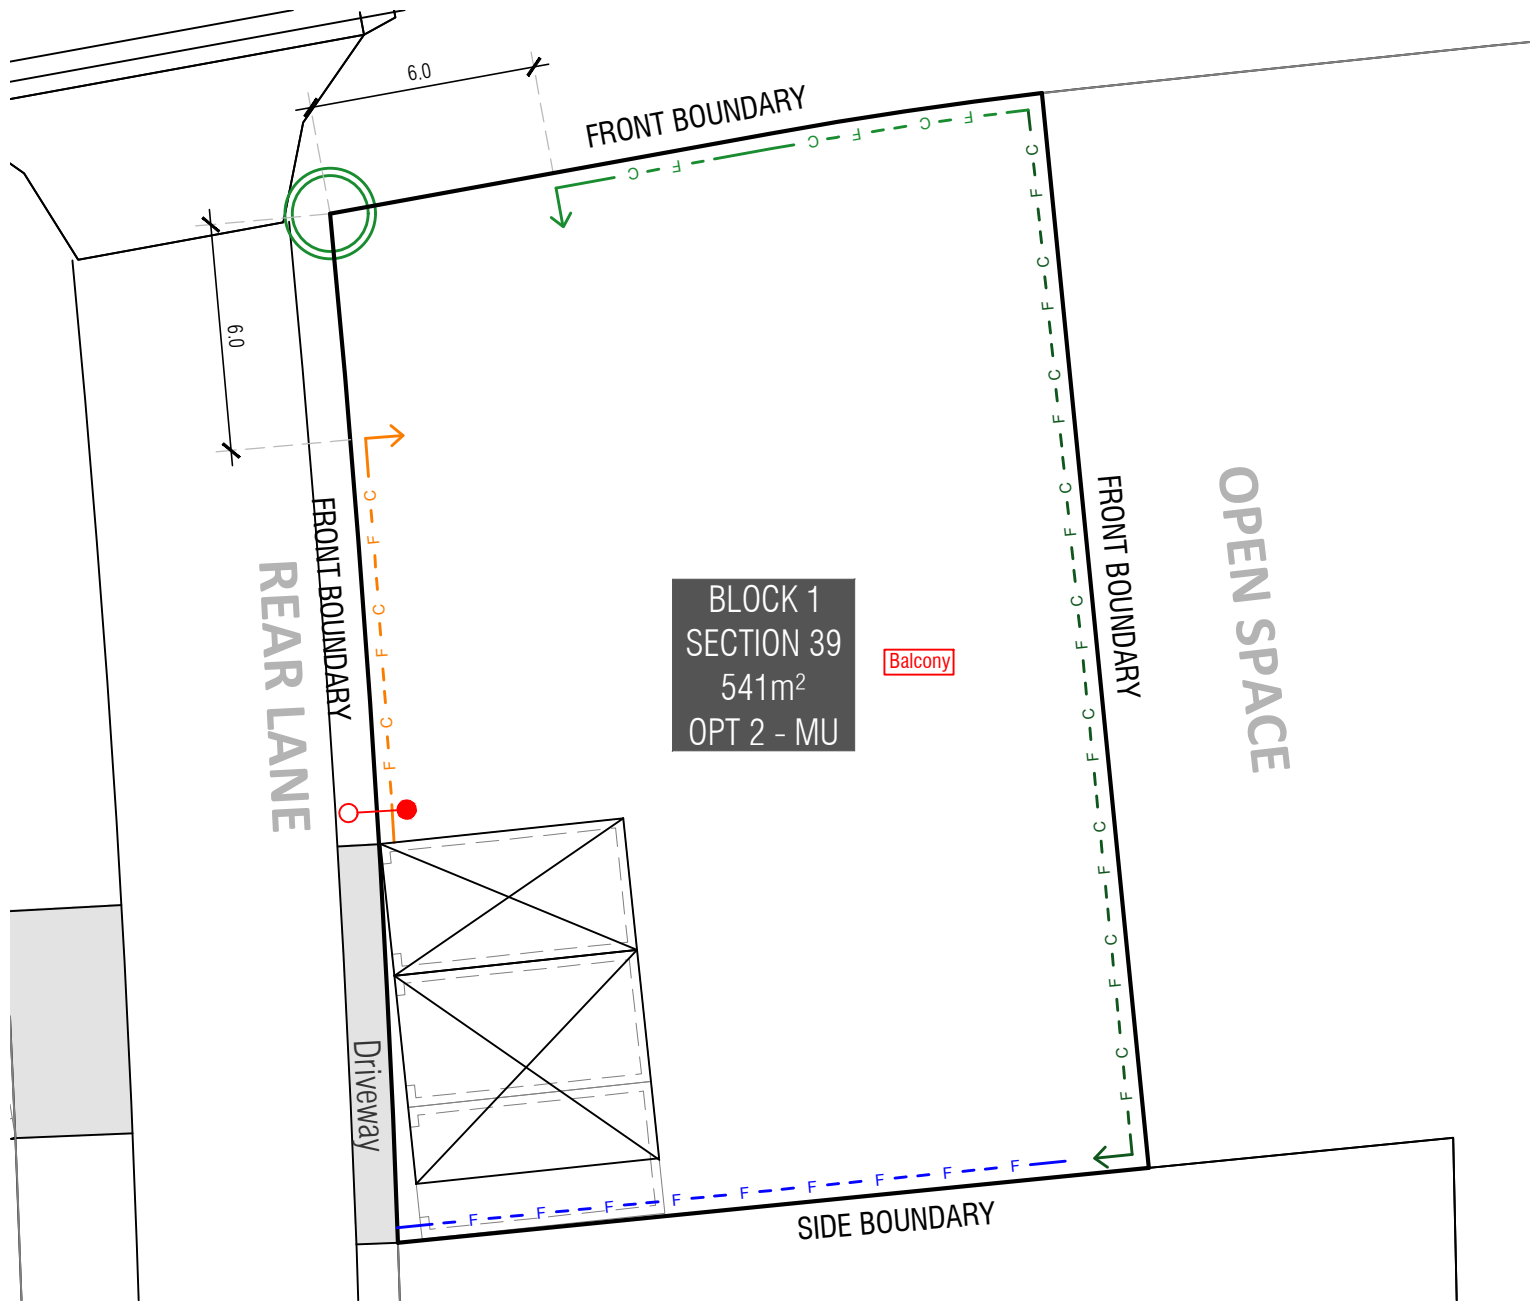 6.0
FRONT BOUNDARY
F C F C
C F
6.0
C F C F C F C F C F C F C F C F C F
C F C F C F
FRONT BOUNDARY
REAR LANE
BLOCK 1
SECTION 39
541m²
OPT 2 - MU
Balcony
FRONT BOUNDARY
OPEN SPACE
Driveway
F F F F F F F F F
SIDE BOUNDARY